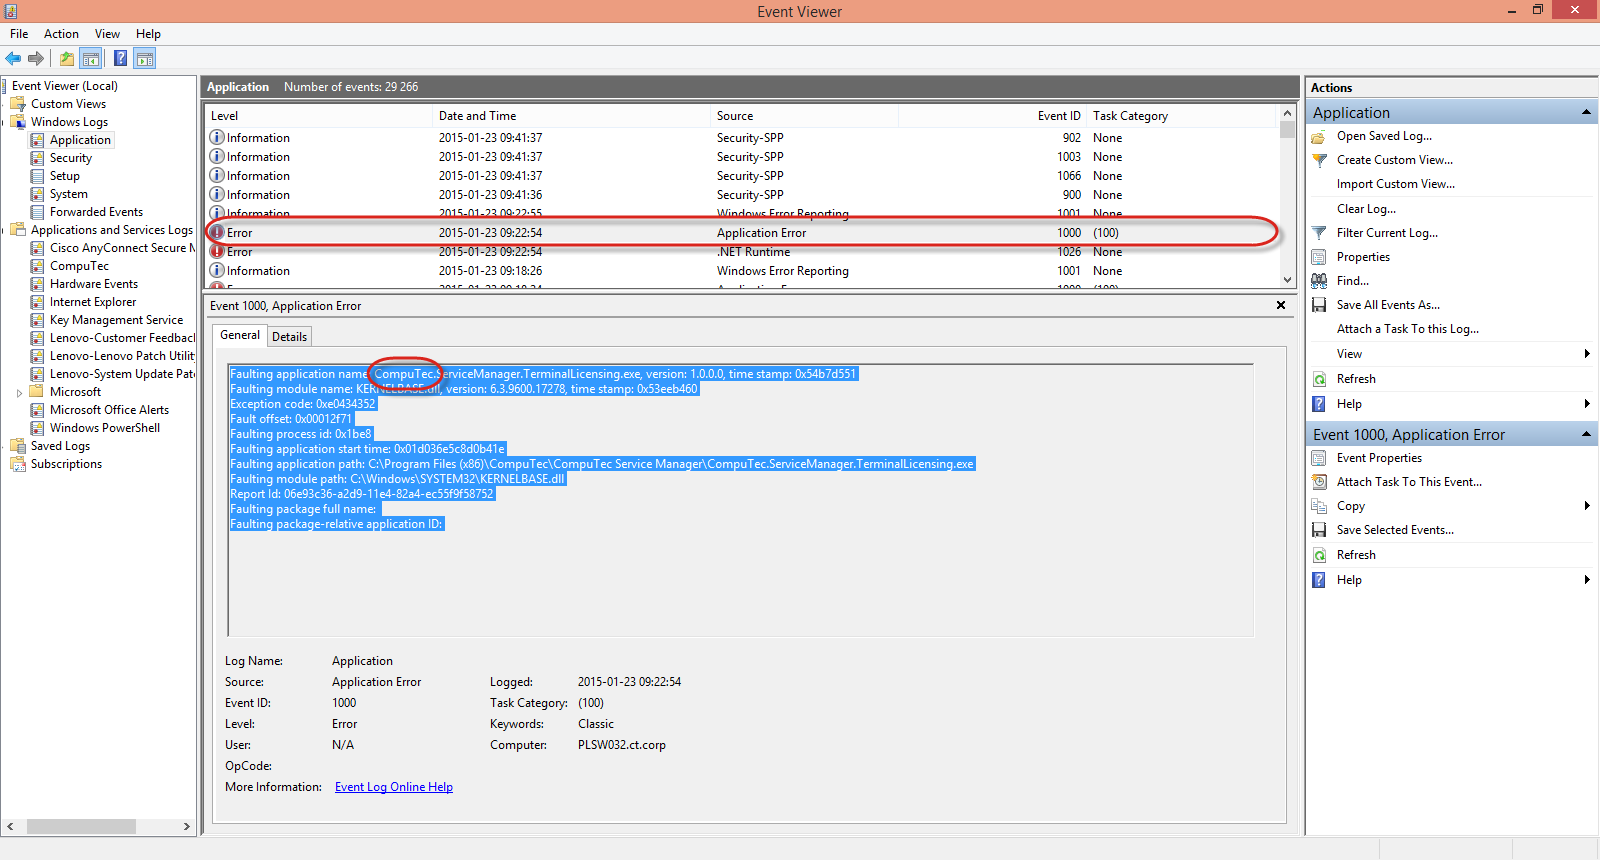 Event Viewer
File Action View Help
Event Viewer (Local)
Custom Views
Windows Logs
Application
Security
Setup
System
Forwarded Events
Applications and Services Logs
Cisco AnyConnect Secure M
CompuTec
Hardware Events
Internet Explorer
Key Management Service
Lenovo-Customer Feedbac
Lenovo-Lenovo Patch Utilit
Lenovo-System Update Pat
Microsoft
Microsoft Office Alerts
Windows PowerShell
Saved Logs
Subscriptions
Application Number of events: 29 266
Level Date and Time Source Event ID Task Category
Information 2015-01-23 09:41:37 Security-SPP 902 None
Information 2015-01-23 09:41:37 Security-SPP 1003 None
Information 2015-01-23 09:41:37 Security-SPP 1066 None
Information 2015-01-23 09:41:36 Security-SPP 900 None
Information 2015-01-23 09:22:55 Windows Error Reporting 1001 None
Error 2015-01-23 09:22:54 Application Error 1000 (100)
Error 2015-01-23 09:22:54 .NET Runtime 1026 None
Information 2015-01-23 09:18:26 Windows Error Reporting 1001 None
Event 1000, Application Error
General Details
Faulting application name: CompuTec.ServiceManager.TerminalLicensing.exe, version: 1.0.0.0, time stamp: 0x54b7d551
Faulting module name: KERNELBASE.dll, version: 6.3.9600.17278, time stamp: 0x53eeb460
Exception code: 0xe0434352
Fault offset: 0x00012f71
Faulting process id: 0x1be8
Faulting application start time: 0x01d036e5c8d0b41e
Faulting application path: C:\Program Files (x86)\CompuTec\CompuTec Service Manager\CompuTec.ServiceManager.TerminalLicensing.exe
Faulting module path: C:\Windows\SYSTEM32\KERNELBASE.dll
Report Id: 06e93c36-a2d9-11e4-82a4-ec55f9f58752
Faulting package full name:
Faulting package-relative application ID:
Log Name: Application
Source: Application Error Logged: 2015-01-23 09:22:54
Event ID: 1000 Task Category: (100)
Level: Error Keywords: Classic
User: N/A Computer: PLSW032.ct.corp
OpCode:
More Information: Event Log Online Help
Actions
Application
Open Saved Log...
Create Custom View...
Import Custom View...
Clear Log...
Filter Current Log...
Properties
Find...
Save All Events As...
Attach a Task To this Log...
View
Refresh
Help
Event 1000, Application Error
Event Properties
Attach Task To This Event...
Copy
Save Selected Events...
Refresh
Help